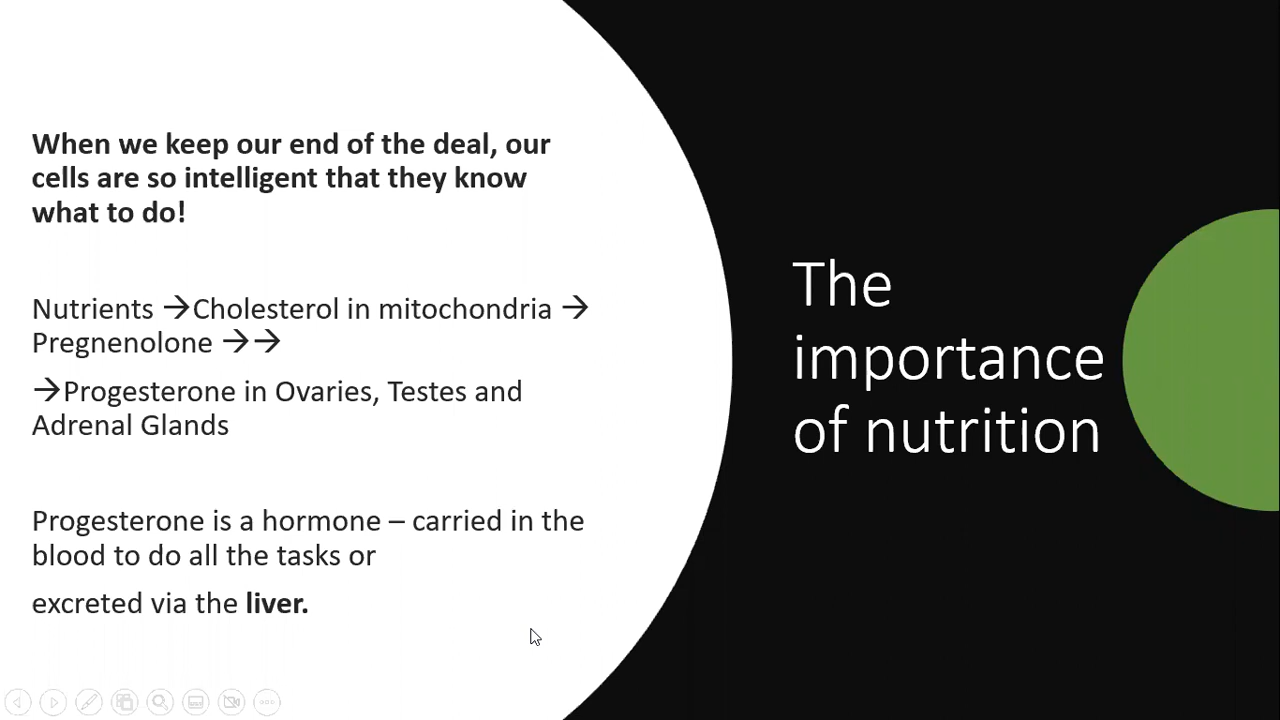 When we keep our end of the deal, our
cells are so intelligent that they know
what to do!
Nutrients →Cholesterol in mitochondria →
Pregnenolone →→
→Progesterone in Ovaries, Testes and
Adrenal Glands
Progesterone is a hormone – carried in the
blood to do all the tasks or
excreted via the liver.
The
importance
of nutrition